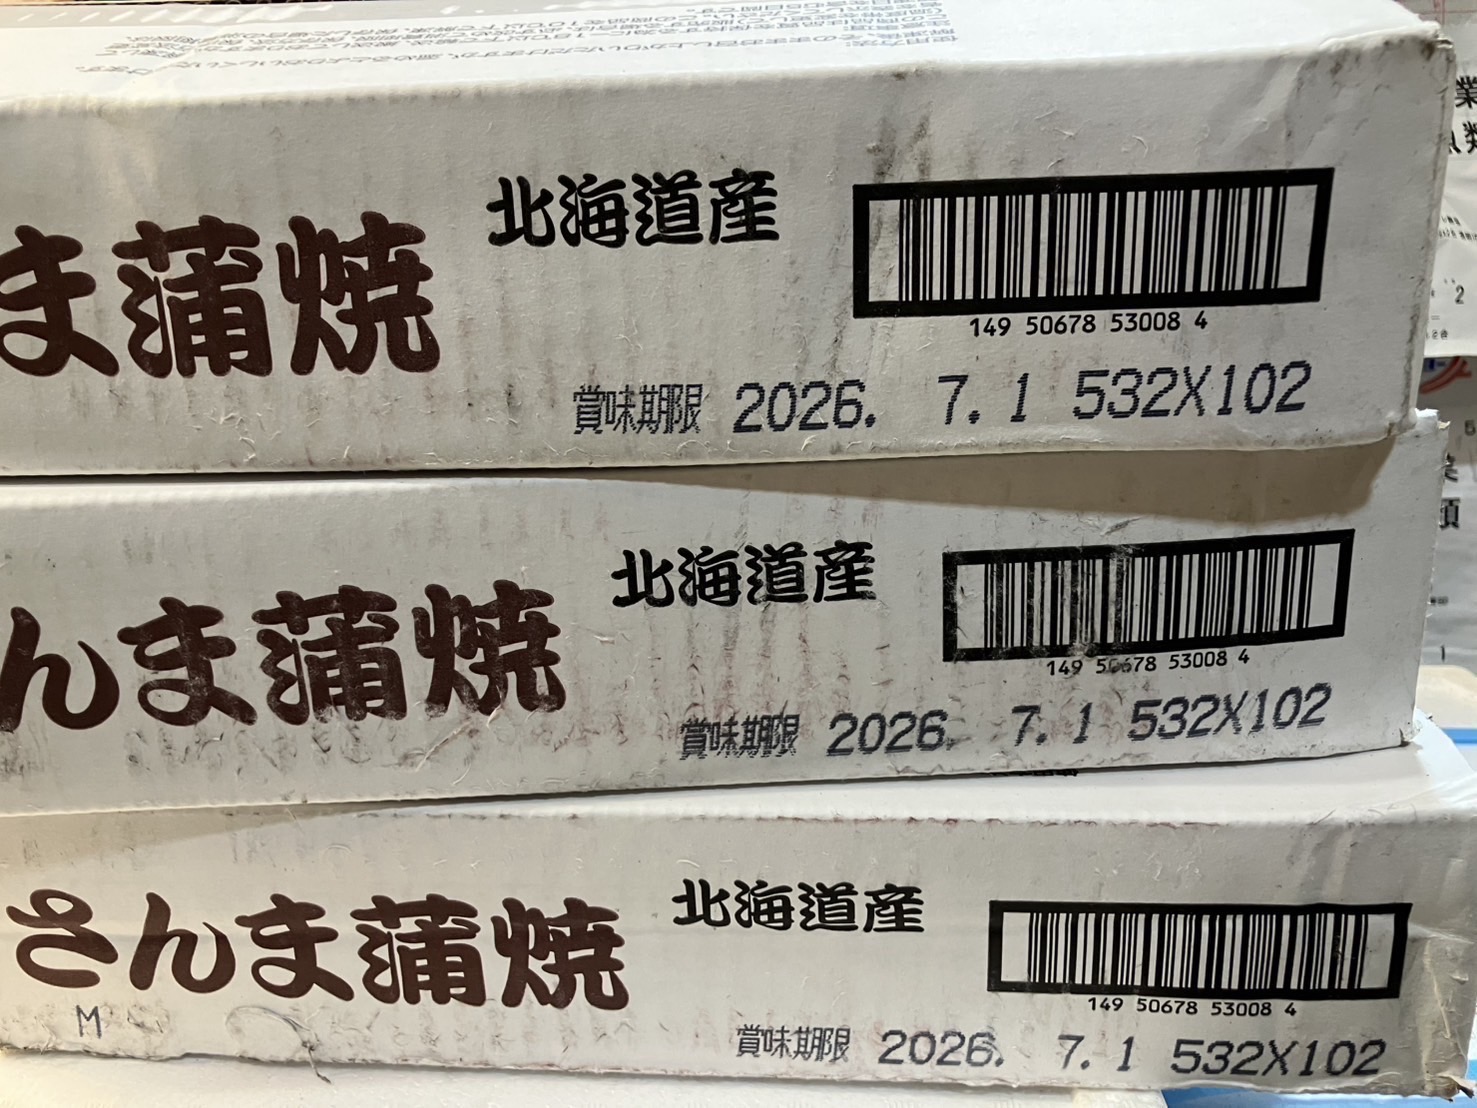 ま蒲焼
北海道産
149 50678 53008 4
賞味期限 2026. 7. 1 532X102
んま蒲焼
北海道産
149 50678 53008 4
賞味期限 2026. 7. 1 532X102
さんま蒲焼
北海道産
149 50678 53008 4
賞味期限 2026. 7. 1 532X102
M
業
類
2